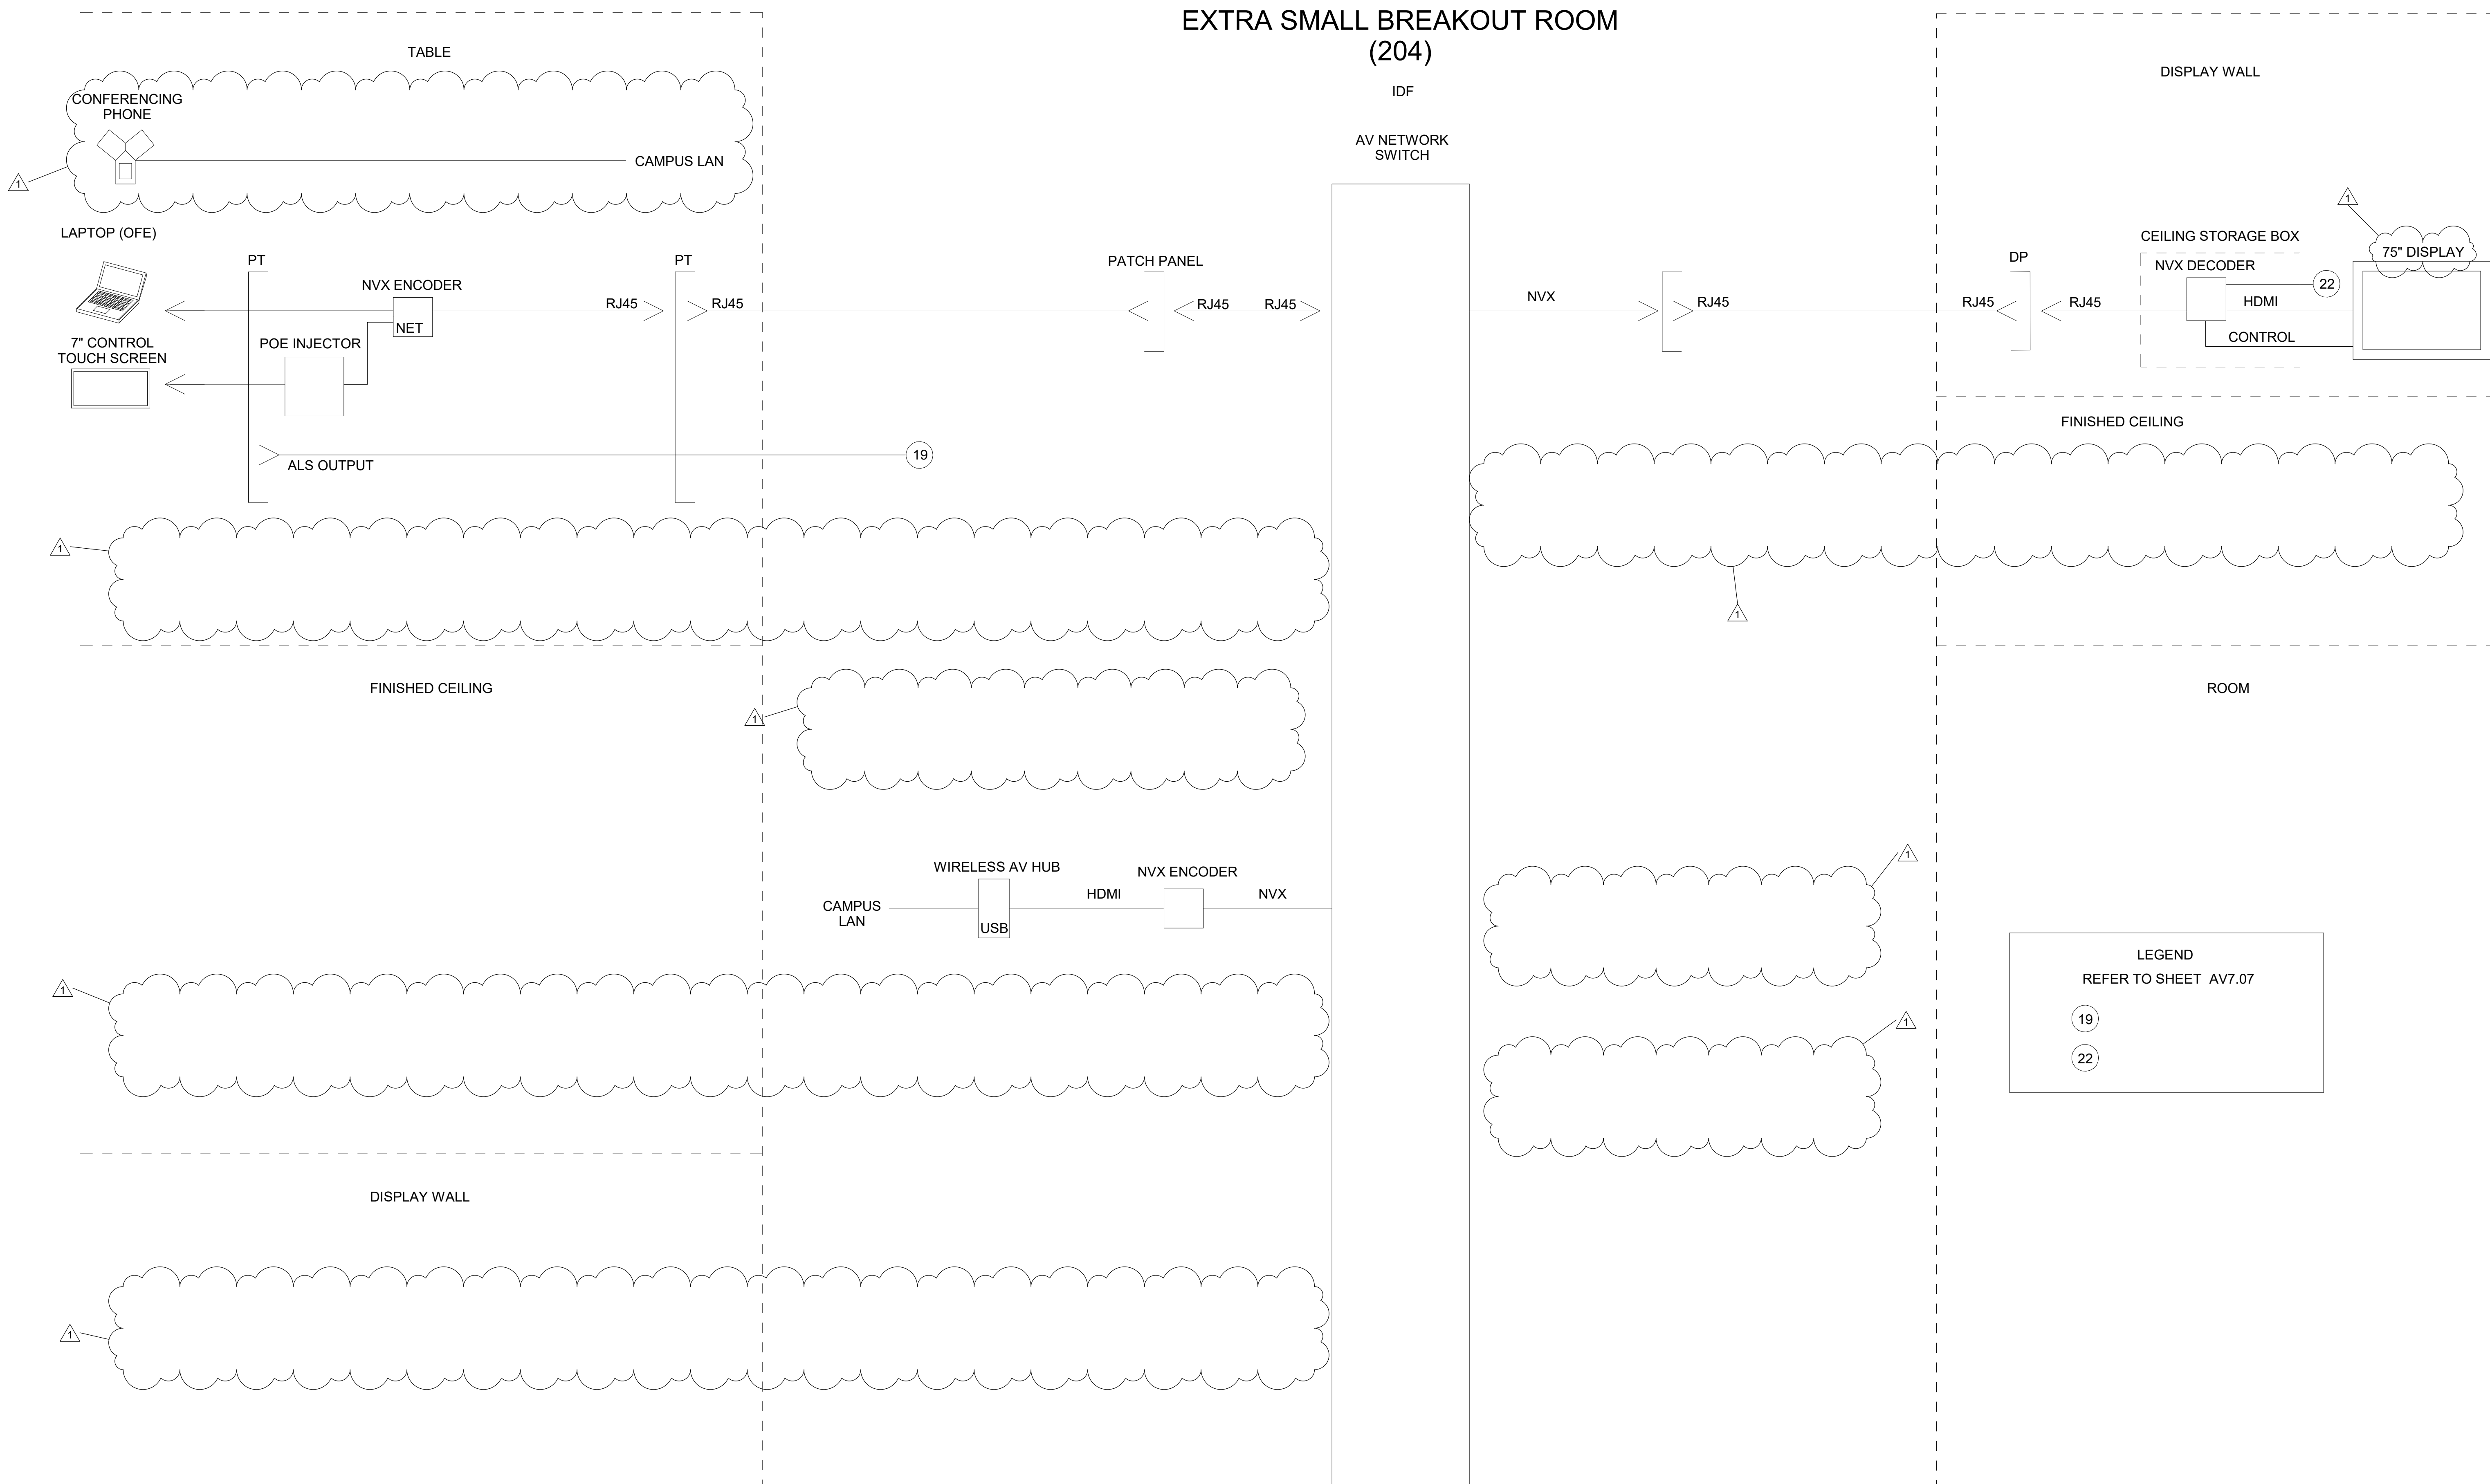 EXTRA SMALL BREAKOUT ROOM
(204)
TABLE
CONFERENCING
PHONE
CAMPUS LAN
1
LAPTOP (OFE)
PT
NVX ENCODER
NET
RJ45
PT
RJ45
7" CONTROL
TOUCH SCREEN
POE INJECTOR
ALS OUTPUT
19
1
FINISHED CEILING
1
1
DISPLAY WALL
1
IDF
AV NETWORK
SWITCH
PATCH PANEL
RJ45
RJ45
NVX
RJ45
WIRELESS AV HUB
CAMPUS
LAN
USB
HDMI
NVX ENCODER
NVX
DISPLAY WALL
1
CEILING STORAGE BOX
75" DISPLAY
DP
NVX DECODER
22
RJ45
RJ45
HDMI
CONTROL
FINISHED CEILING
1
ROOM
1
1
LEGEND
REFER TO SHEET AV7.07
19
22